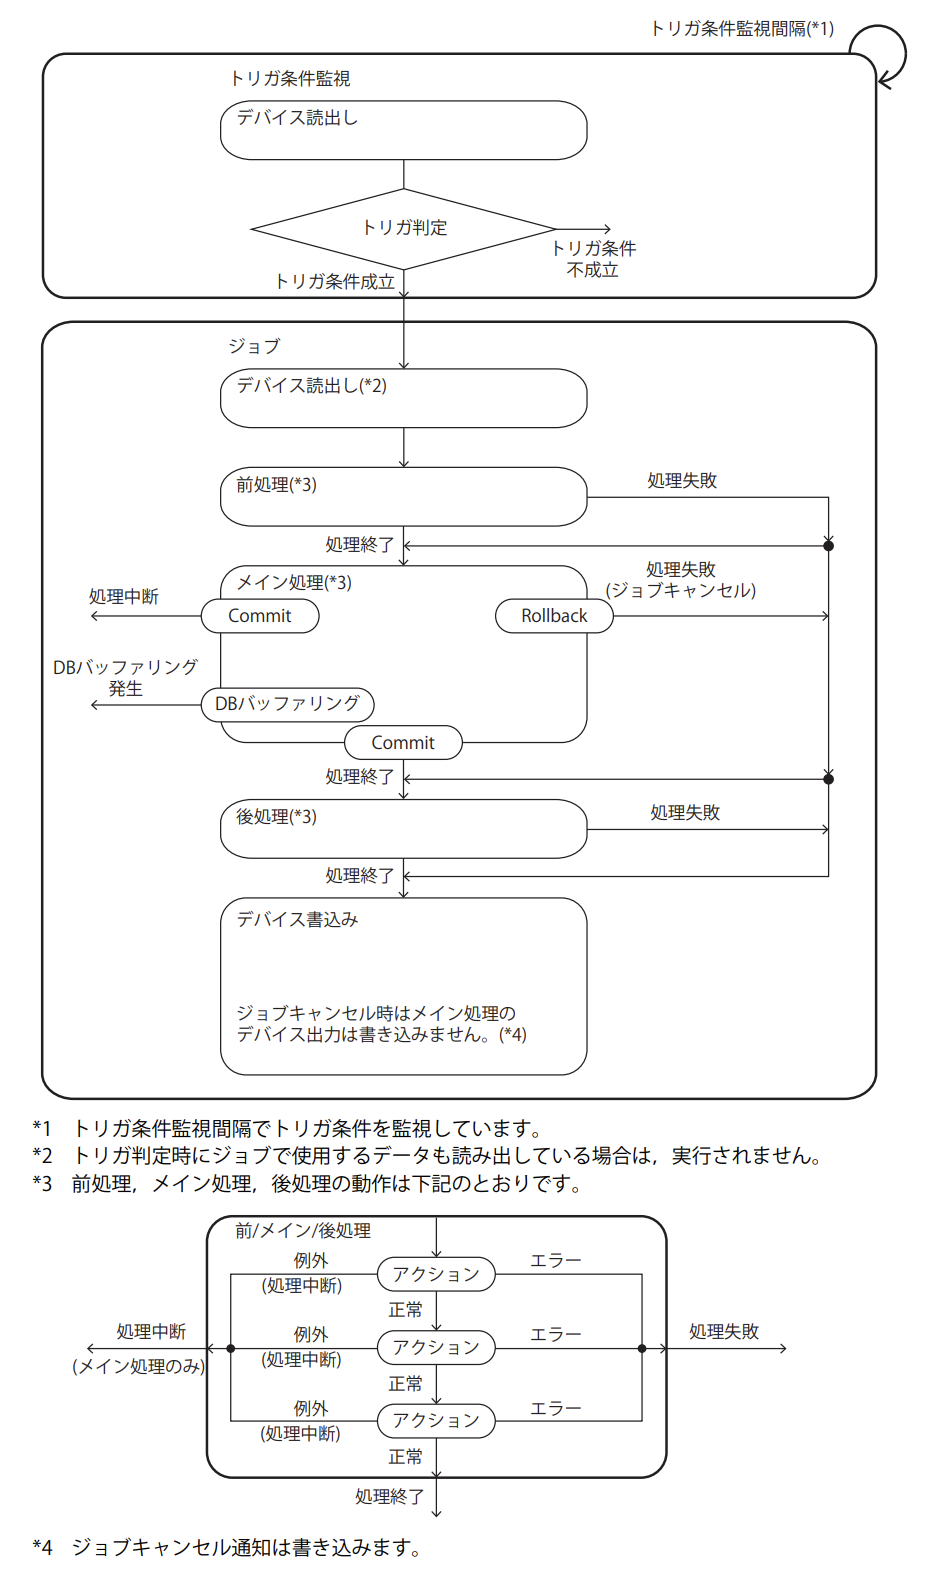 トリガ条件監視間隔(*1)
トリガ条件監視
デバイス読出し
トリガ判定
トリガ条件
不成立
トリガ条件成立
ジョブ
デバイス読出し(*2)
前処理(*3)
処理失敗
処理終了
メイン処理(*3)
処理失敗
(ジョブキャンセル)
処理中断
Commit
Rollback
DBバッファリング
発生
DBバッファリング
Commit
処理終了
後処理(*3)
処理失敗
処理終了
デバイス書込み
ジョブキャンセル時はメイン処理の
デバイス出力は書き込みません。(*4)
*1 トリガ条件監視間隔でトリガ条件を監視しています。
*2 トリガ判定時にジョブで使用するデータも読み出している場合は，実行されません。
*3 前処理，メイン処理，後処理の動作は下記のとおりです。
前/メイン/後処理
例外
(処理中断)
アクション
エラー
正常
処理中断
(メイン処理のみ)
例外
(処理中断)
アクション
エラー
処理失敗
正常
例外
(処理中断)
アクション
エラー
正常
処理終了
*4 ジョブキャンセル通知は書き込みます。